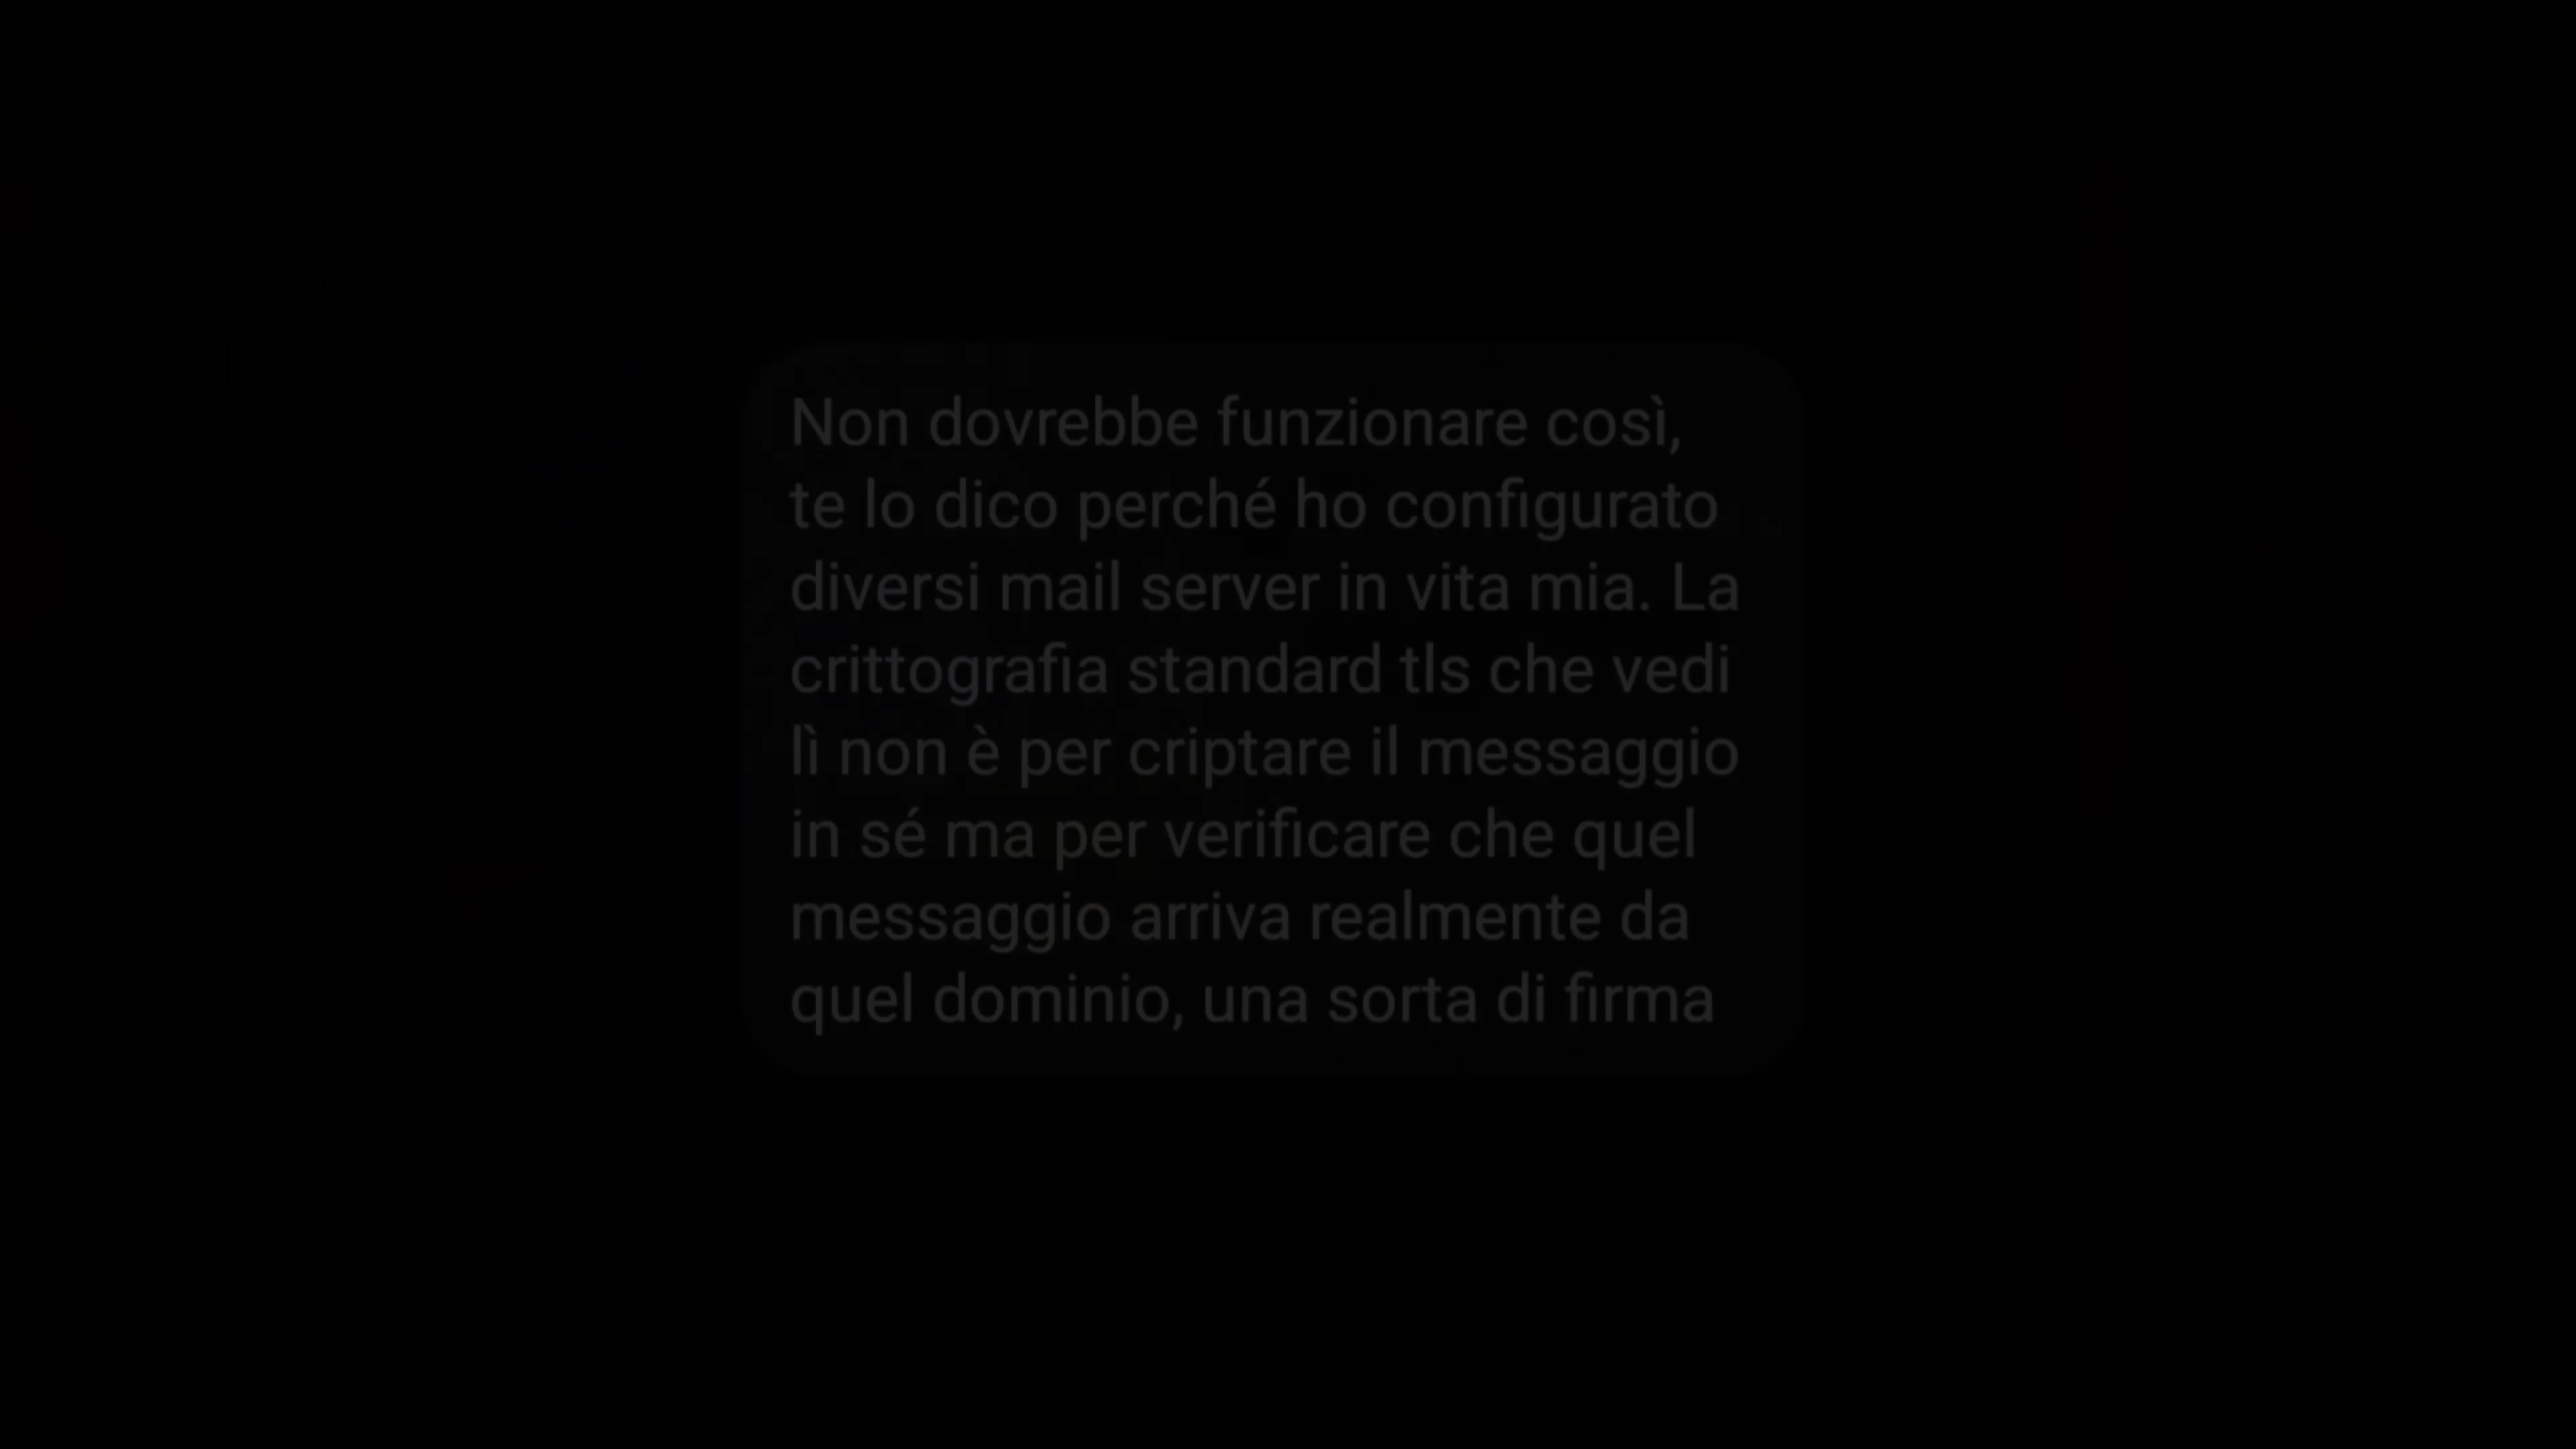 Non dovrebbe funzionare così,
te lo dico perché ho configurato
diversi mail server in vita mia. La
crittografia standard tls che vedi
lì non è per criptare il messaggio
in sé ma per verificare che quel
messaggio arriva realmente da
quel dominio, una sorta di firma